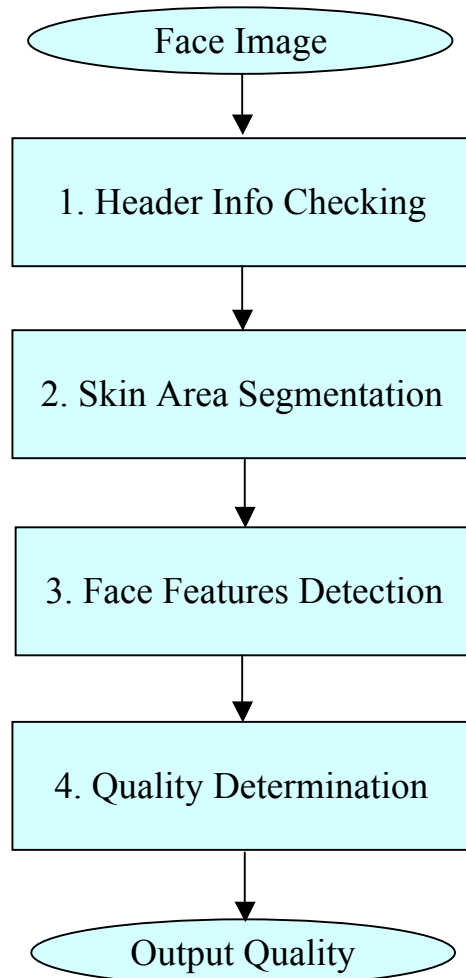 Face Image
1. Header Info Checking
2. Skin Area Segmentation
3. Face Features Detection
4. Quality Determination
Output Quality